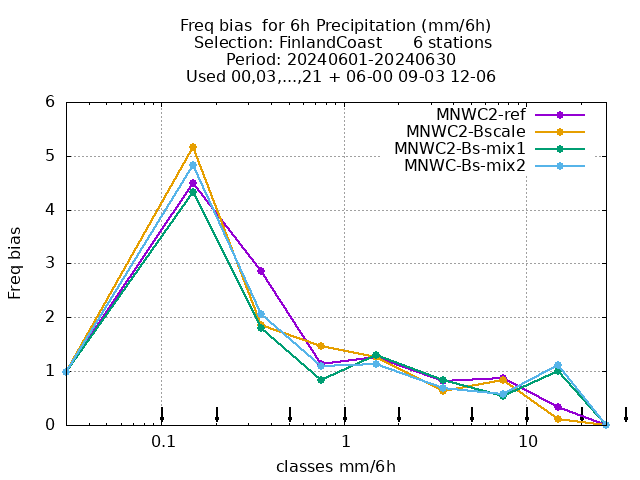 Freq bias  for 6h Precipitation (mm/6h)
Selection: FinlandCoast      6 stations
Period: 20240601-20240630
Used 00,03,...,21 + 06-00 09-03 12-06
MNWC2-ref
MNWC2-Bscale
MNWC2-Bs-mix1
MNWC-Bs-mix2
6
5
4
3
2
1
0
Freq bias
0.1 1 10
classes mm/6h